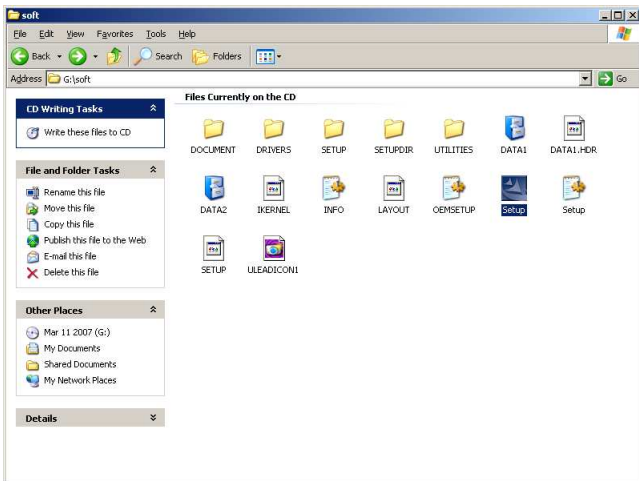 soft
File Edit View Favorites Tools Help
Back Search Folders
Address G:\soft Go
CD Writing Tasks
Write these files to CD
File and Folder Tasks
Rename this file
Move this file
Copy this file
Publish this file to the Web
E-mail this file
Delete this file
Other Places
Mar 11 2007 (G:)
My Documents
Shared Documents
My Network Places
Details
Files Currently on the CD
DOCUMENT DRIVERS SETUP SETUPDIR UTILITIES DATA1 DATA1.HDR
DATA2 IKERNEL INFO LAYOUT OEMSETUP Setup Setup
SETUP ULEADICON1